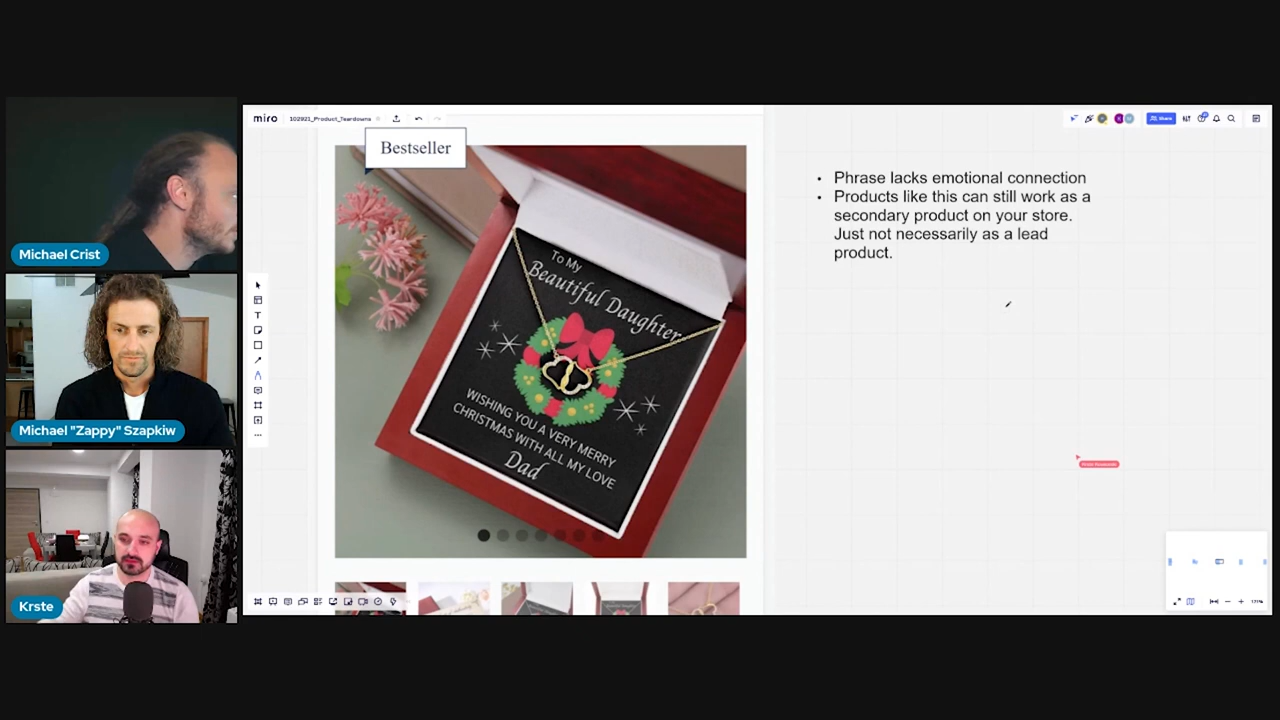 Michael Crist
Michael "Zappy" Szapkiw
Krste
miro
102921_Product_Teardowns
Share
Bestseller
To My
Beautiful Daughter
WISHING YOU A VERY MERRY
CHRISTMAS WITH ALL MY LOVE
Dad
• Phrase lacks emotional connection
• Products like this can still work as a
secondary product on your store.
Just not necessarily as a lead
product.